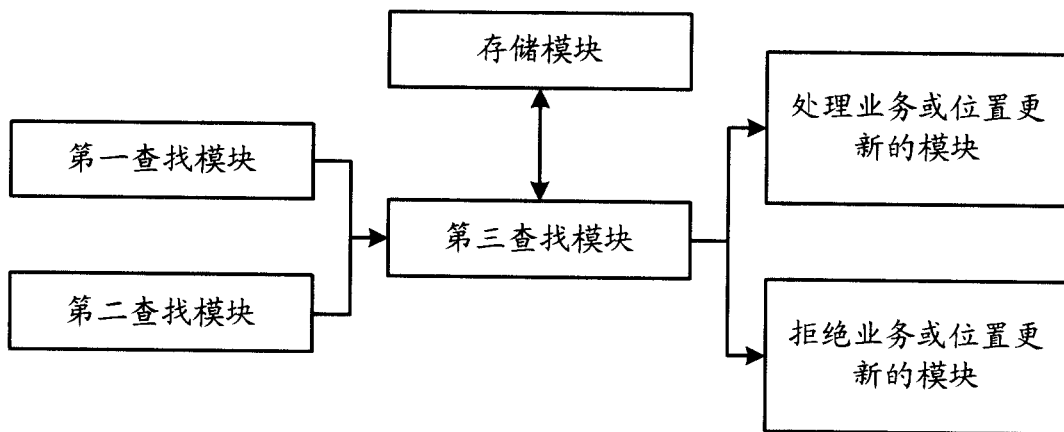 存储模块
处理业务或位置更
新的模块
第一查找模块
第三查找模块
第二查找模块
拒绝业务或位置更
新的模块